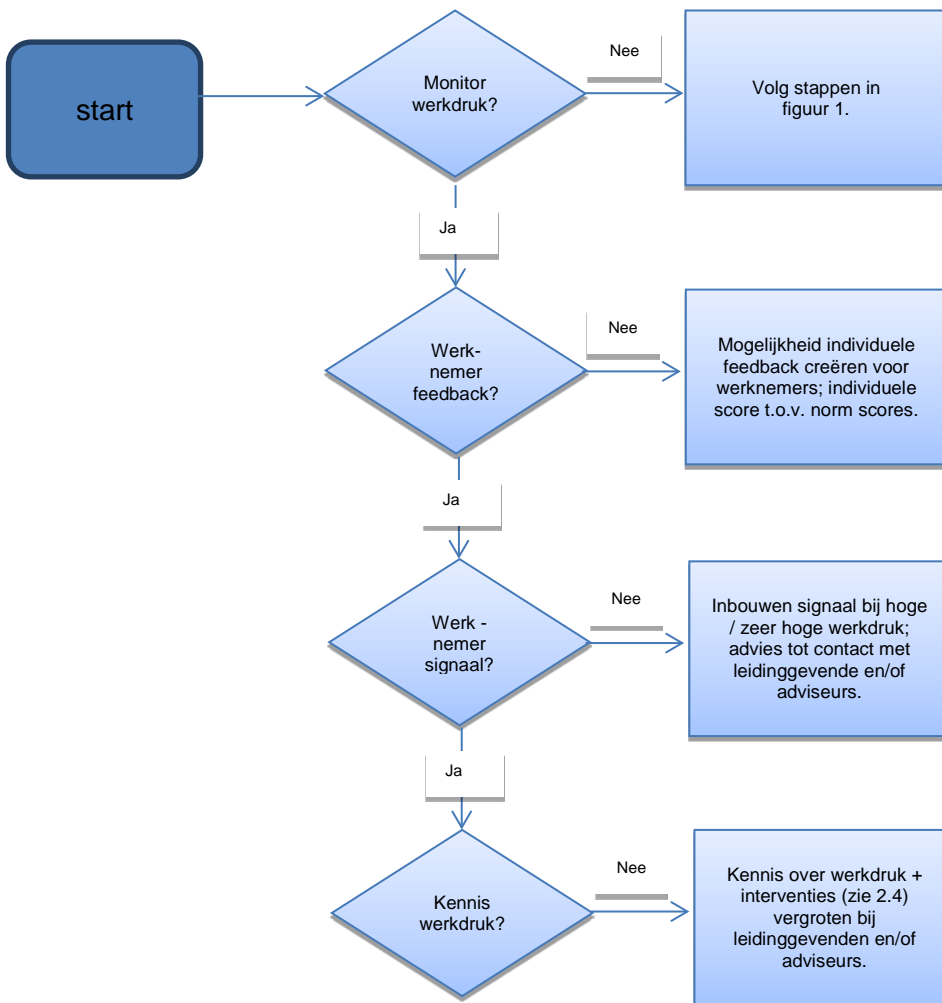 start
Monitor
werkdruk?
Nee
Volg stappen in
figuur 1.
Ja
Werk-
nemer
feedback?
Nee
Mogelijkheid individuele
feedback creëren voor
werknemers; individuele
score t.o.v. norm scores.
Ja
Werk -
nemer
signaal?
Nee
Inbouwen signaal bij hoge
/ zeer hoge werkdruk;
advies tot contact met
leidinggevende en/of
adviseurs.
Ja
Kennis
werkdruk?
Nee
Kennis over werkdruk +
interventies (zie 2.4)
vergroten bij
leidinggevenden en/of
adviseurs.